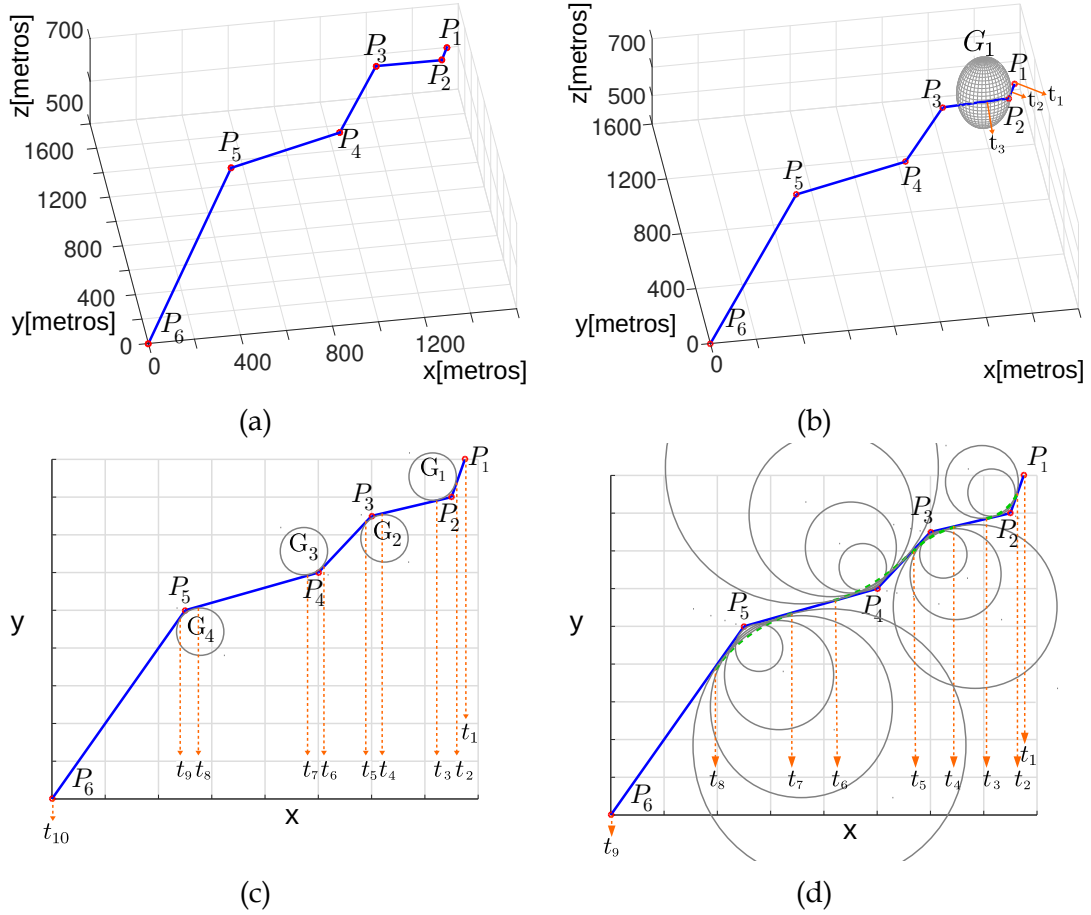 z[metros]
700
500
1600
1200
800
400
0
y[metros]
0
400
800
1200
x[metros]
P₁
P₂
P₃
P₄
P₅
P₆
(a)
z[metros]
700
500
1600
1200
800
400
0
y[metros]
0
x[metros]
G₁
P₁
P₂
P₃
P₄
P₅
P₆
t₁
t₂
t₃
(b)
y
G₁
P₁
P₂
P₃
G₂
G₃
P₄
P₅
G₄
P₆
t₁
t₉ t₈ t₇ t₆ t₅ t₄ t₃ t₂
x
t₁₀
(c)
y
P₁
P₂
P₃
P₄
P₅
P₆
t₁
t₈ t₇ t₆ t₅ t₄ t₃ t₂
x
t₉
(d)